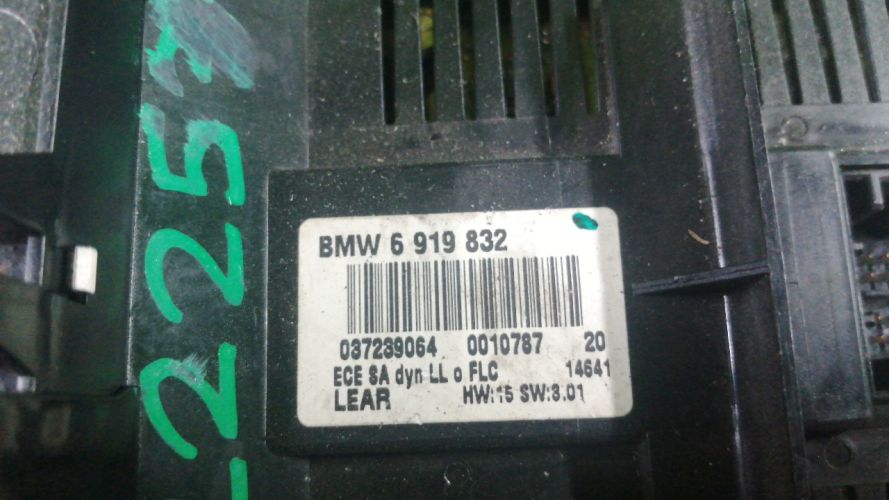 2257
BMW 6 919 832
037239064 0010787 20
ECE SA dyn LL o FLC 14641
LEAR HW:15 SW:3.01